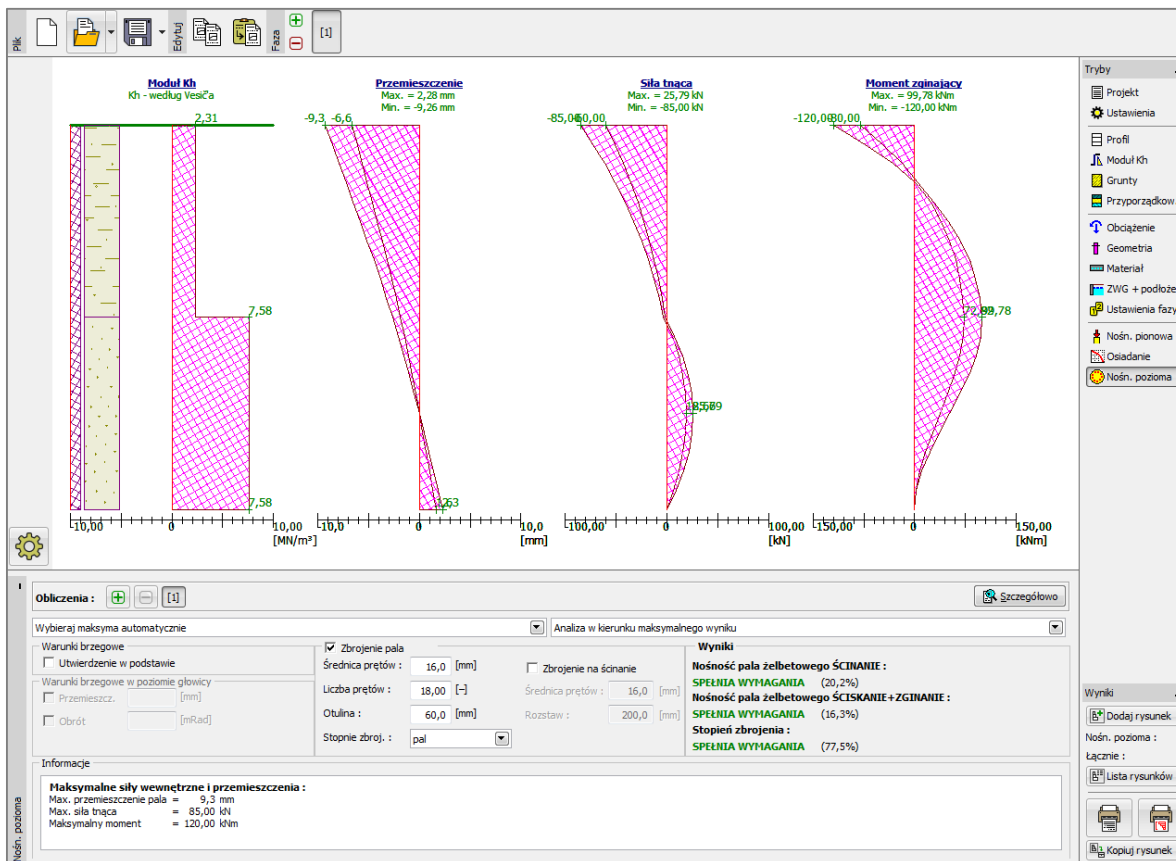 Plik
Edytuj
Faza
[1]
Moduł Kh
Kh - według Vesič'a
Przemieszczenie
Max. = 2,28 mm
Min. = -9,26 mm
Siła tnąca
Max. = 25,79 kN
Min. = -85,00 kN
Moment zginający
Max. = 99,78 kNm
Min. = -120,00 kNm
2,31
-9,3
-6,6
-85,00
-60,00
-120,00
-80,00
7,58
99,78
7,58
-10,00
0
10,00
[MN/m³]
-10,0
0
10,0
[mm]
-100,00
0
100,00
[kN]
-150,00
0
150,00
[kNm]
Tryby
Projekt
Ustawienia
Profil
Moduł Kh
Grunty
Przyporządkow.
Obciążenie
Geometria
Materiał
ZWG + podłoże
Ustawienia fazy
Nośn. pionowa
Osiadanie
Nośn. pozioma
Obliczenia :
[1]
Szczegółowo
Wybieraj maksyma automatycznie
Analiza w kierunku maksymalnego wyniku
Warunki brzegowe
Utwierdzenie w podstawie
Warunki brzegowe w poziomie głowicy
Przemieszcz.
[mm]
Obrót
[mRad]
Zbrojenie pala
Średnica prętów : 16,0 [mm]
Liczba prętów : 18,00 [–]
Otulina : 60,0 [mm]
Stopnie zbroj. : pal
Zbrojenie na ścinanie
Średnica prętów : 16,0 [mm]
Rozstaw : 200,0 [mm]
Wyniki
Nośność pala żelbetowego ŚCINANIE :
SPEŁNIA WYMAGANIA (20,2%)
Nośność pala żelbetowego ŚCISKANIE+ZGINANIE :
SPEŁNIA WYMAGANIA (16,3%)
Stopień zbrojenia :
SPEŁNIA WYMAGANIA (77,5%)
Informacje
Maksymalne siły wewnętrzne i przemieszczenia :
Max. przemieszczenie pala = 9,3 mm
Max. siła tnąca = 85,00 kN
Maksymalny moment = 120,00 kNm
Nośn. pozioma
Wyniki
Dodaj rysunek
Nośn. pozioma :
Łącznie :
Lista rysunków
Kopiuj rysunek